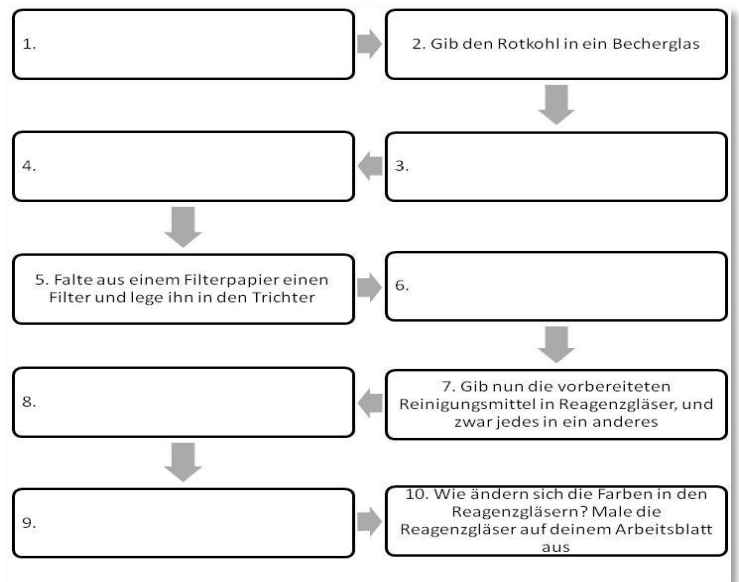 1.
2. Gib den Rotkohl in ein Becherglas
3.
4.
5. Falte aus einem Filterpapier einen
Filter und lege ihn in den Trichter
6.
7. Gib nun die vorbereiteten
Reinigungsmittel in Reagenzgläser, und
zwar jedes in ein anderes
8.
9.
10. Wie ändern sich die Farben in den
Reagenzgläsern? Male die
Reagenzgläser auf deinem Arbeitsblatt
aus